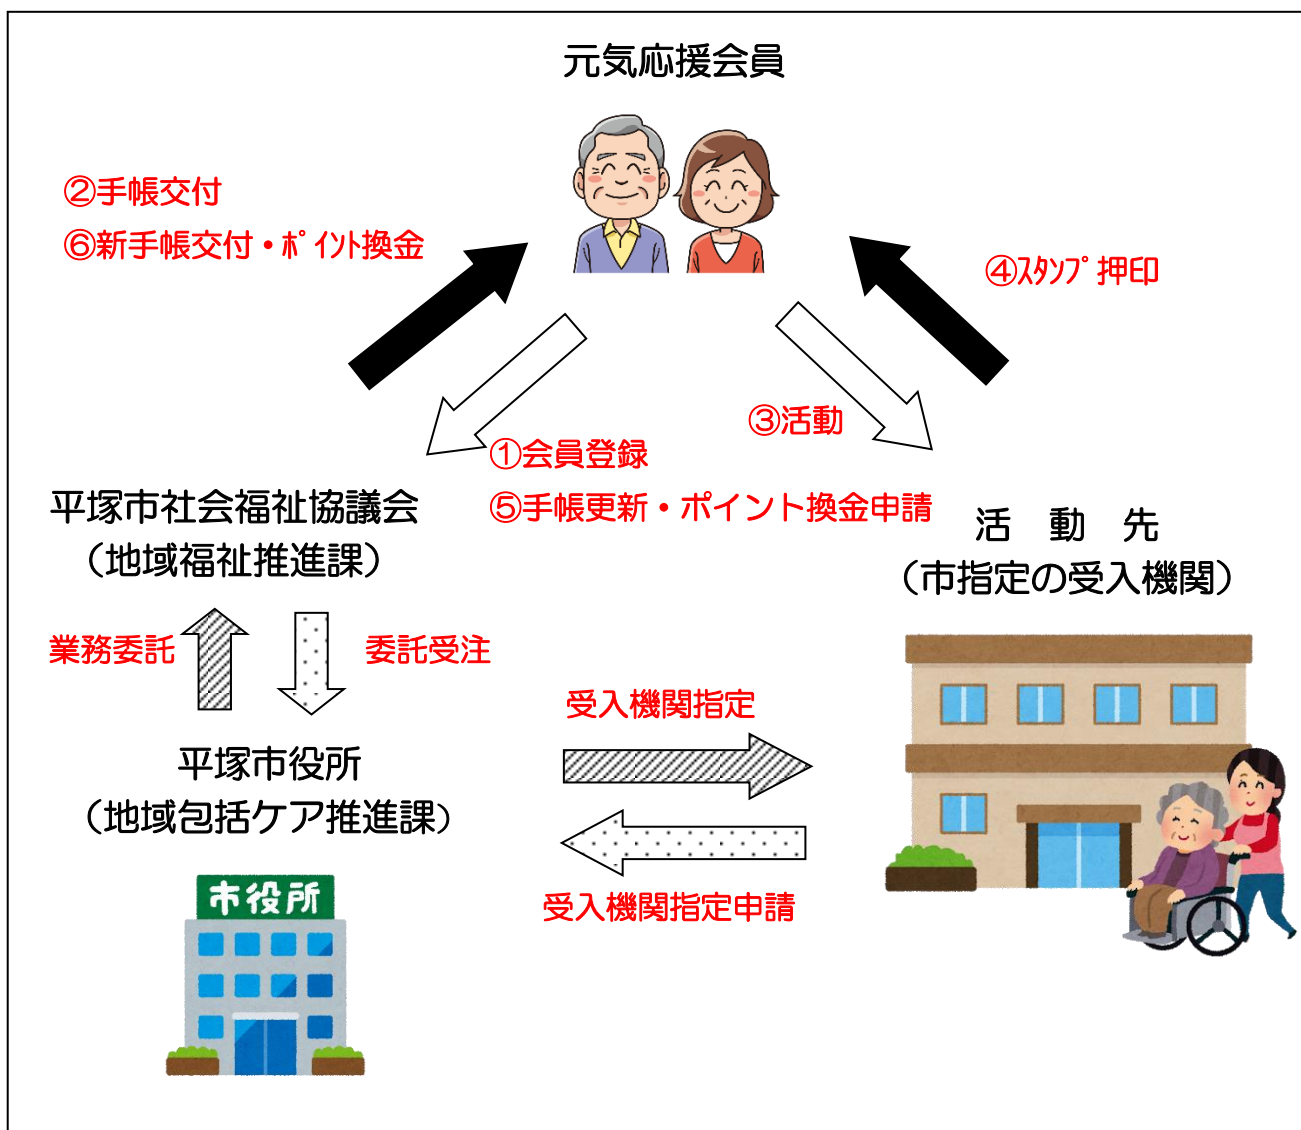 元気応援会員
②手帳交付
⑥新手帳交付・ﾎﾟｲﾝﾄ換金
④ｽﾀﾝﾌﾟ押印
③活動
①会員登録
⑤手帳更新・ポイント換金申請
平塚市社会福祉協議会
（地域福祉推進課）
活　動　先
（市指定の受入機関）
業務委託
委託受注
受入機関指定
平塚市役所
（地域包括ケア推進課）
受入機関指定申請
市役所